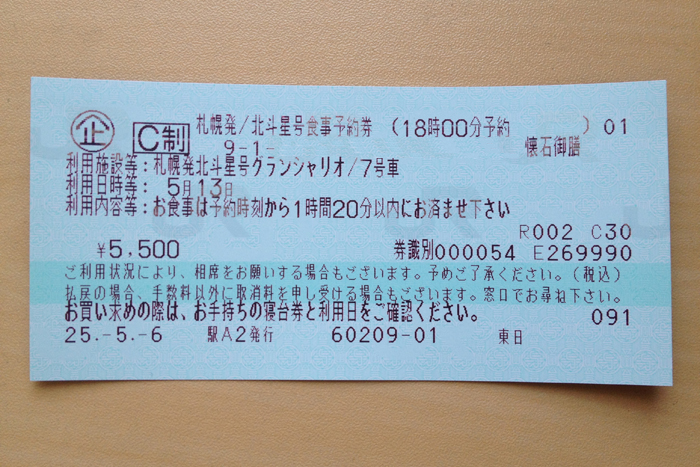 企 C制 札幌発/北斗星号食事予約券 (18時00分予約 ) 01
9-1- 懐石御膳
利用施設等:札幌発北斗星号グランシャリオ/7号車
利用日時等: 5月13日
利用内容等:お食事は予約時刻から1時間20分以内にお済ませ下さい
R002 C30
¥5,500 券識別000054 E269990
ご利用状況により、相席をお願いする場合もございます。予めご了承ください。(税込)
払戻の場合、手数料以外に取消料を申し受ける場合もございます。窓口でお尋ね下さい。
お買い求めの際は、お手持ちの寝台券と利用日をご確認ください。 091
25.-5.-6 駅A2発行 60209-01 東日